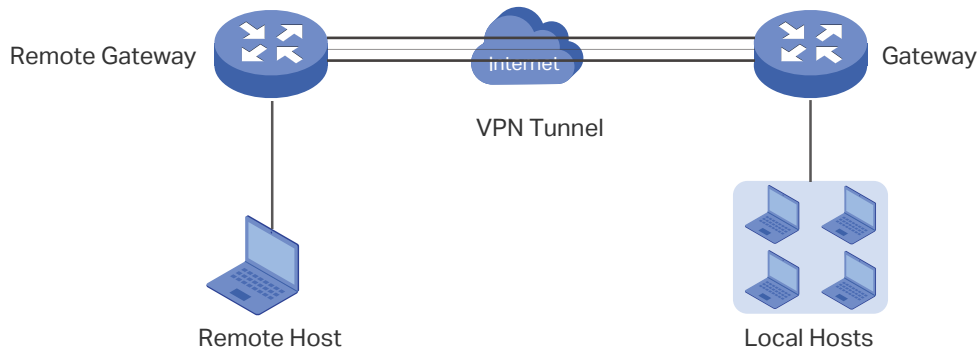 Remote Gateway
internet
Gateway
VPN Tunnel
Remote Host
Local Hosts